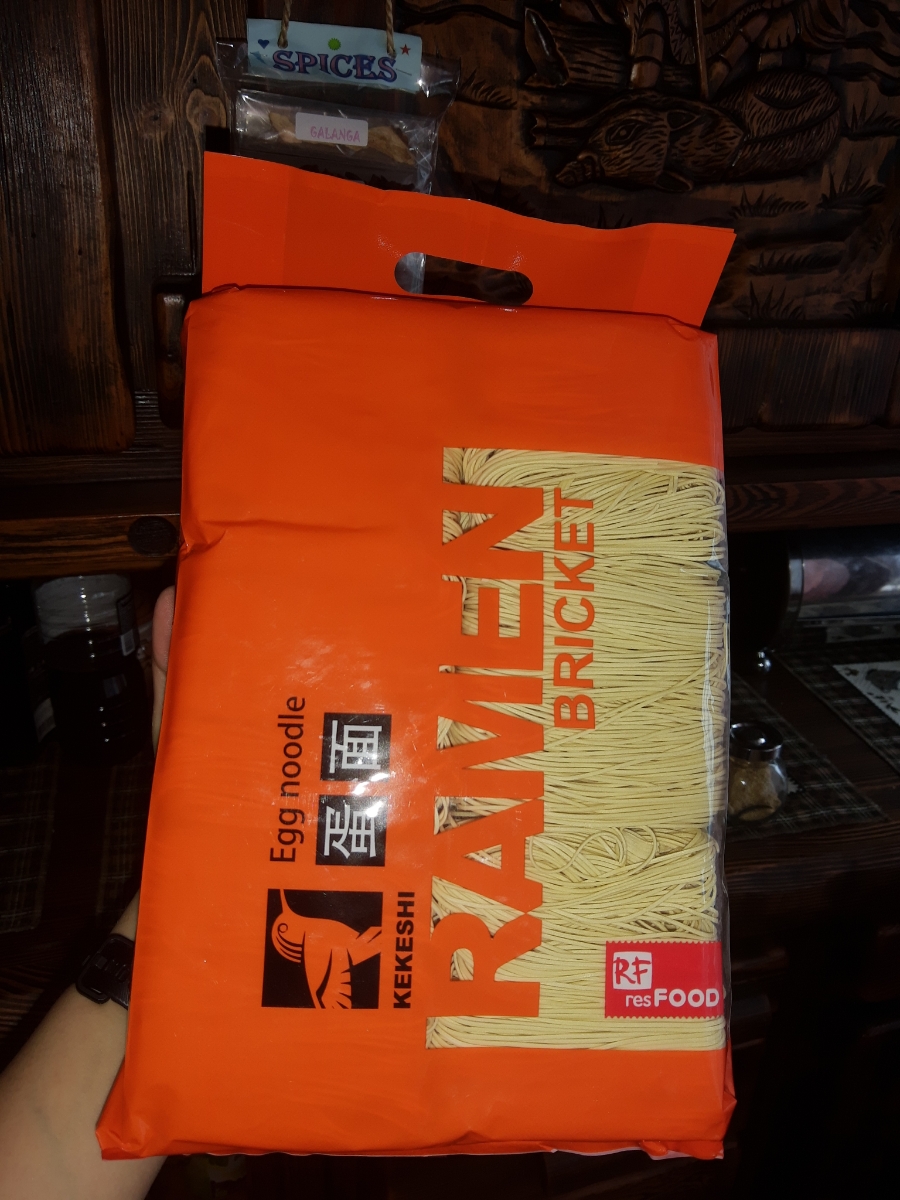 SPICES
GALANGA
Egg noodle
蛋面
KEKESHI
RAMEN
BRICKET
RF
resFOOD